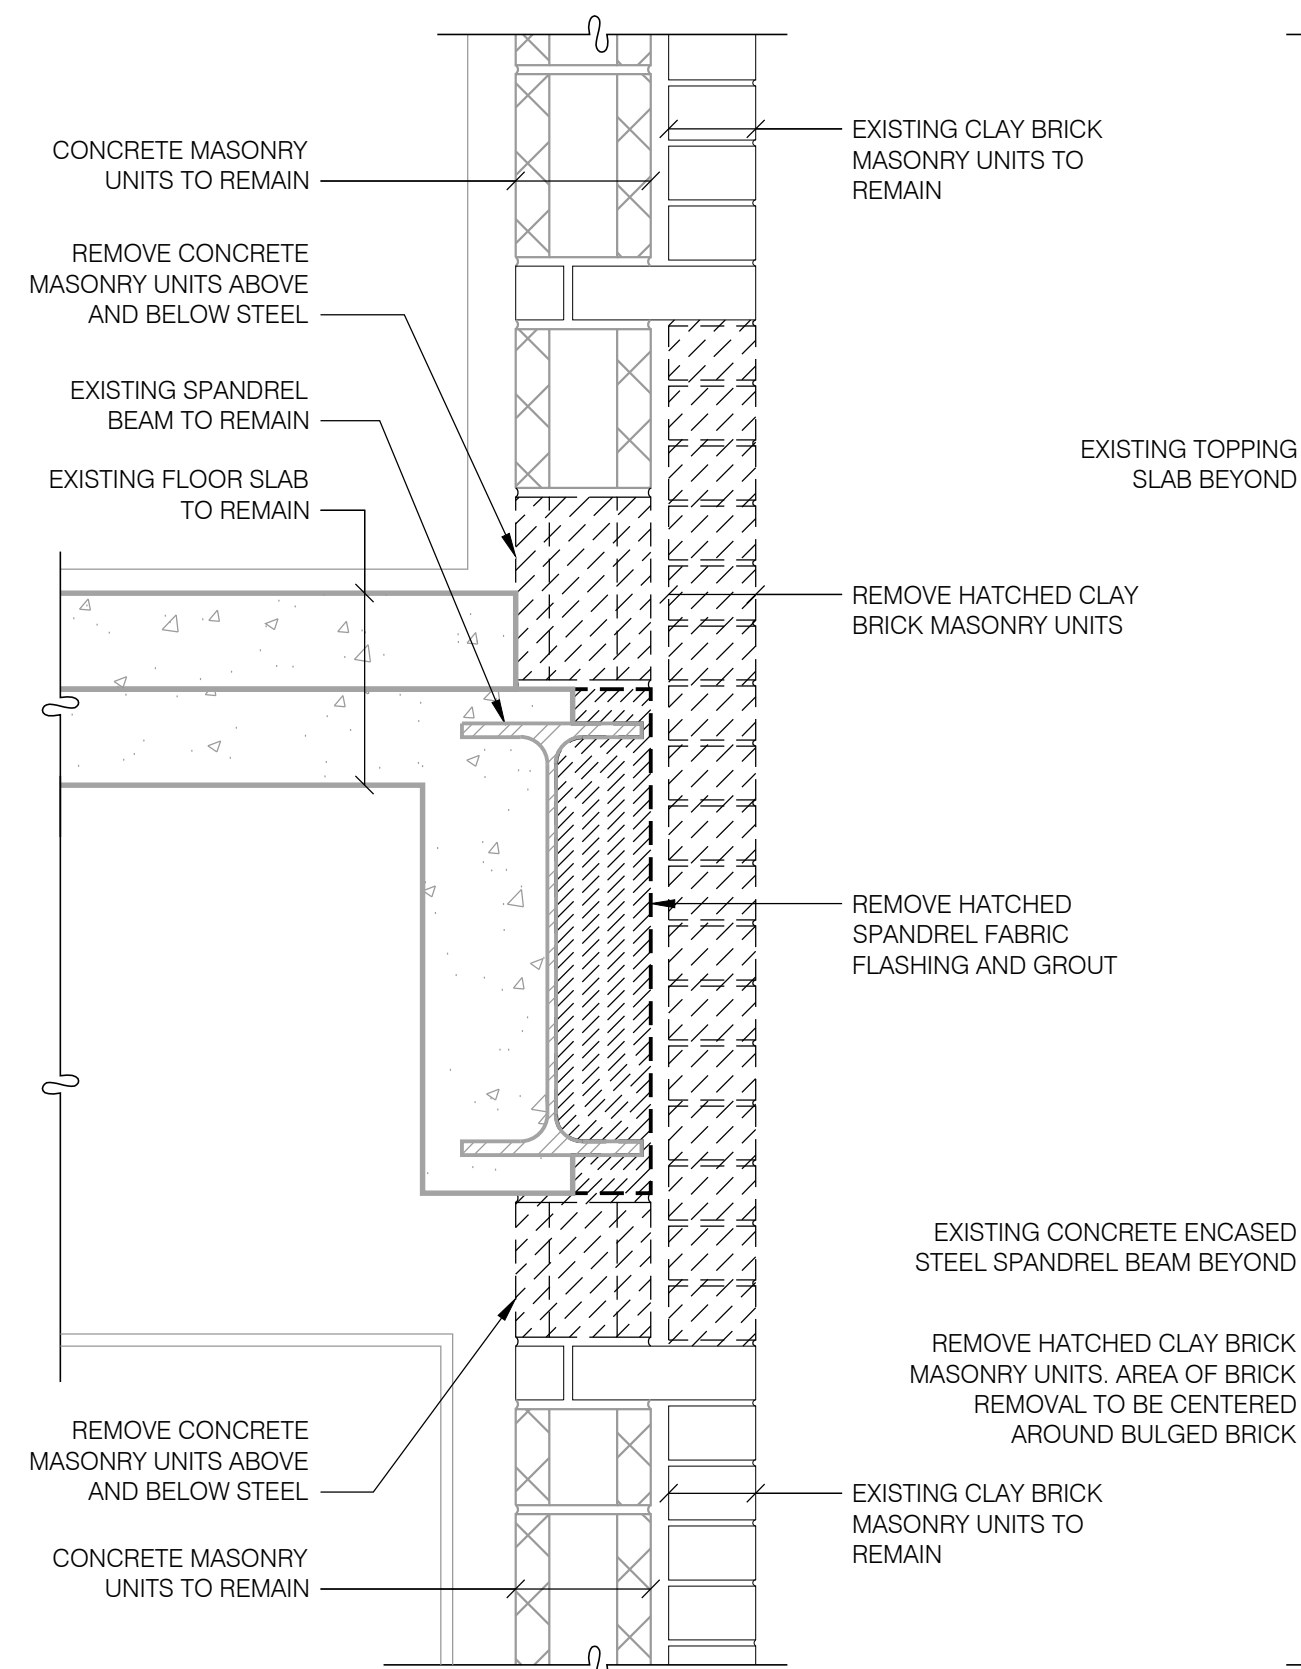 CONCRETE MASONRY
UNITS TO REMAIN
REMOVE CONCRETE
MASONRY UNITS ABOVE
AND BELOW STEEL
EXISTING SPANDREL
BEAM TO REMAIN
EXISTING FLOOR SLAB
TO REMAIN
REMOVE CONCRETE
MASONRY UNITS ABOVE
AND BELOW STEEL
CONCRETE MASONRY
UNITS TO REMAIN
EXISTING CLAY BRICK
MASONRY UNITS TO
REMAIN
REMOVE HATCHED CLAY
BRICK MASONRY UNITS
REMOVE HATCHED
SPANDREL FABRIC
FLASHING AND GROUT
EXISTING CLAY BRICK
MASONRY UNITS TO
REMAIN
EXISTING TOPPING
SLAB BEYOND
EXISTING CONCRETE ENCASED
STEEL SPANDREL BEAM BEYOND
REMOVE HATCHED CLAY BRICK
MASONRY UNITS. AREA OF BRICK
REMOVAL TO BE CENTERED
AROUND BULGED BRICK